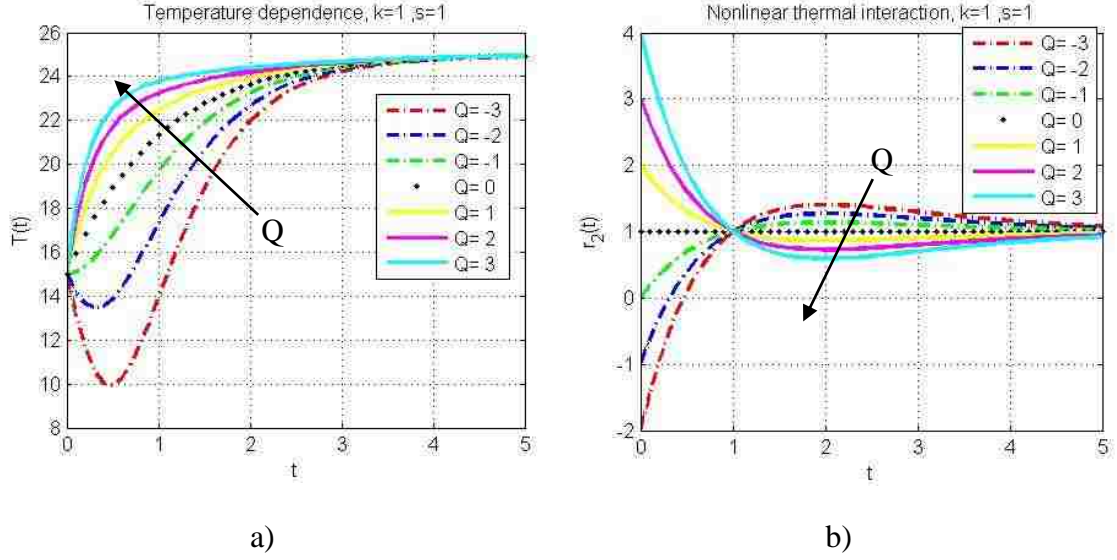 Temperature dependence, k=1 ,s=1
26
24
22
20
18
16
14
12
10
8
T(t)
0 1 2 3 4 5
t
Q= -3
Q= -2
Q= -1
Q= 0
Q= 1
Q= 2
Q= 3
Q
a)
Nonlinear thermal interaction, k=1 ,s=1
4
3
2
1
0
-1
-2
r2(t)
0 1 2 3 4 5
t
Q= -3
Q= -2
Q= -1
Q= 0
Q= 1
Q= 2
Q= 3
Q
b)